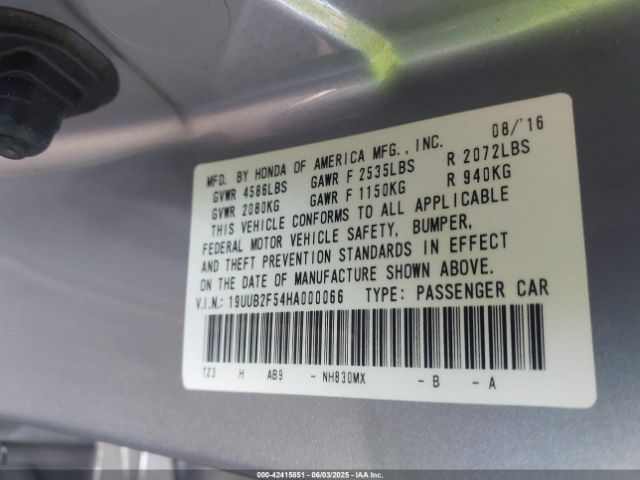 MFD. BY HONDA OF AMERICA MFG., INC. 08/'16
GVWR 4586LBS GAWR F 2535LBS R 2072LBS
GVWR 2080KG GAWR F 1150KG R 940KG
THIS VEHICLE CONFORMS TO ALL APPLICABLE
FEDERAL MOTOR VEHICLE SAFETY, BUMPER,
AND THEFT PREVENTION STANDARDS IN EFFECT
ON THE DATE OF MANUFACTURE SHOWN ABOVE.
V.I.N.: 19UUB2F54HA000066 TYPE: PASSENGER CAR
TZ3 H AB9 - NH830MX - B - A
000-42415851 - 06/03/2025 - IAA Inc.